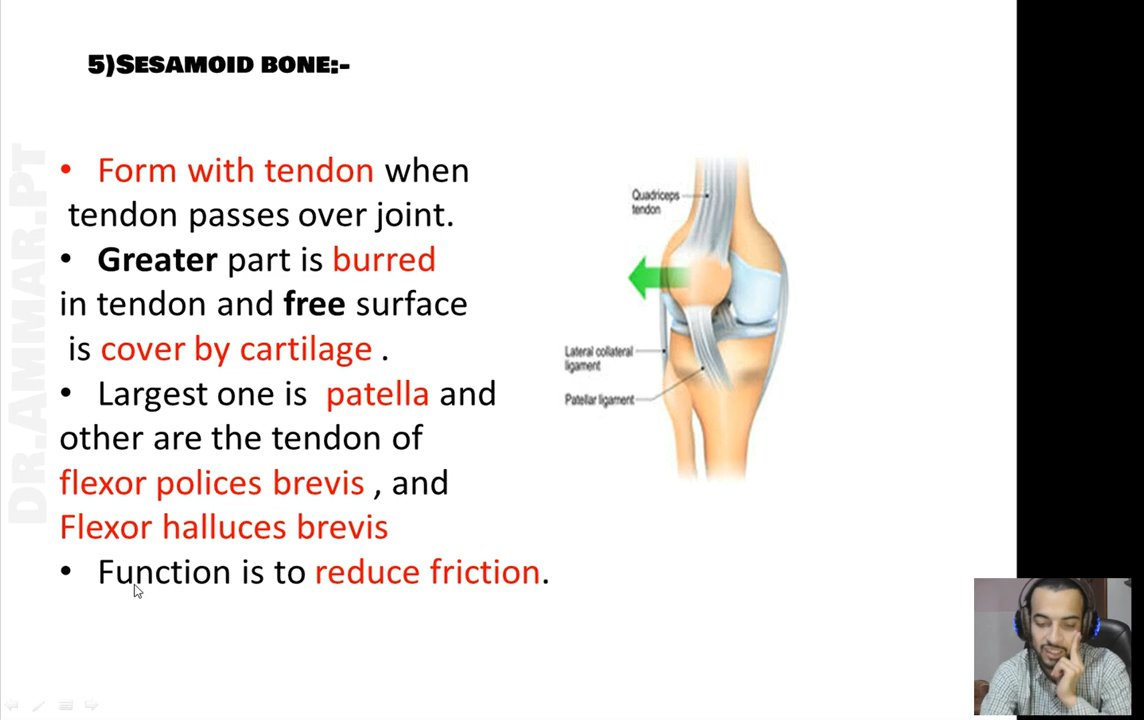 5)SESAMOID BONE:-
• Form with tendon when
tendon passes over joint.
• Greater part is burred
in tendon and free surface
is cover by cartilage .
• Largest one is patella and
other are the tendon of
flexor polices brevis , and
Flexor halluces brevis
• Function is to reduce friction.
Quadriceps
tendon
Lateral collateral
ligament
Patellar ligament
DR.AMMAR.PT